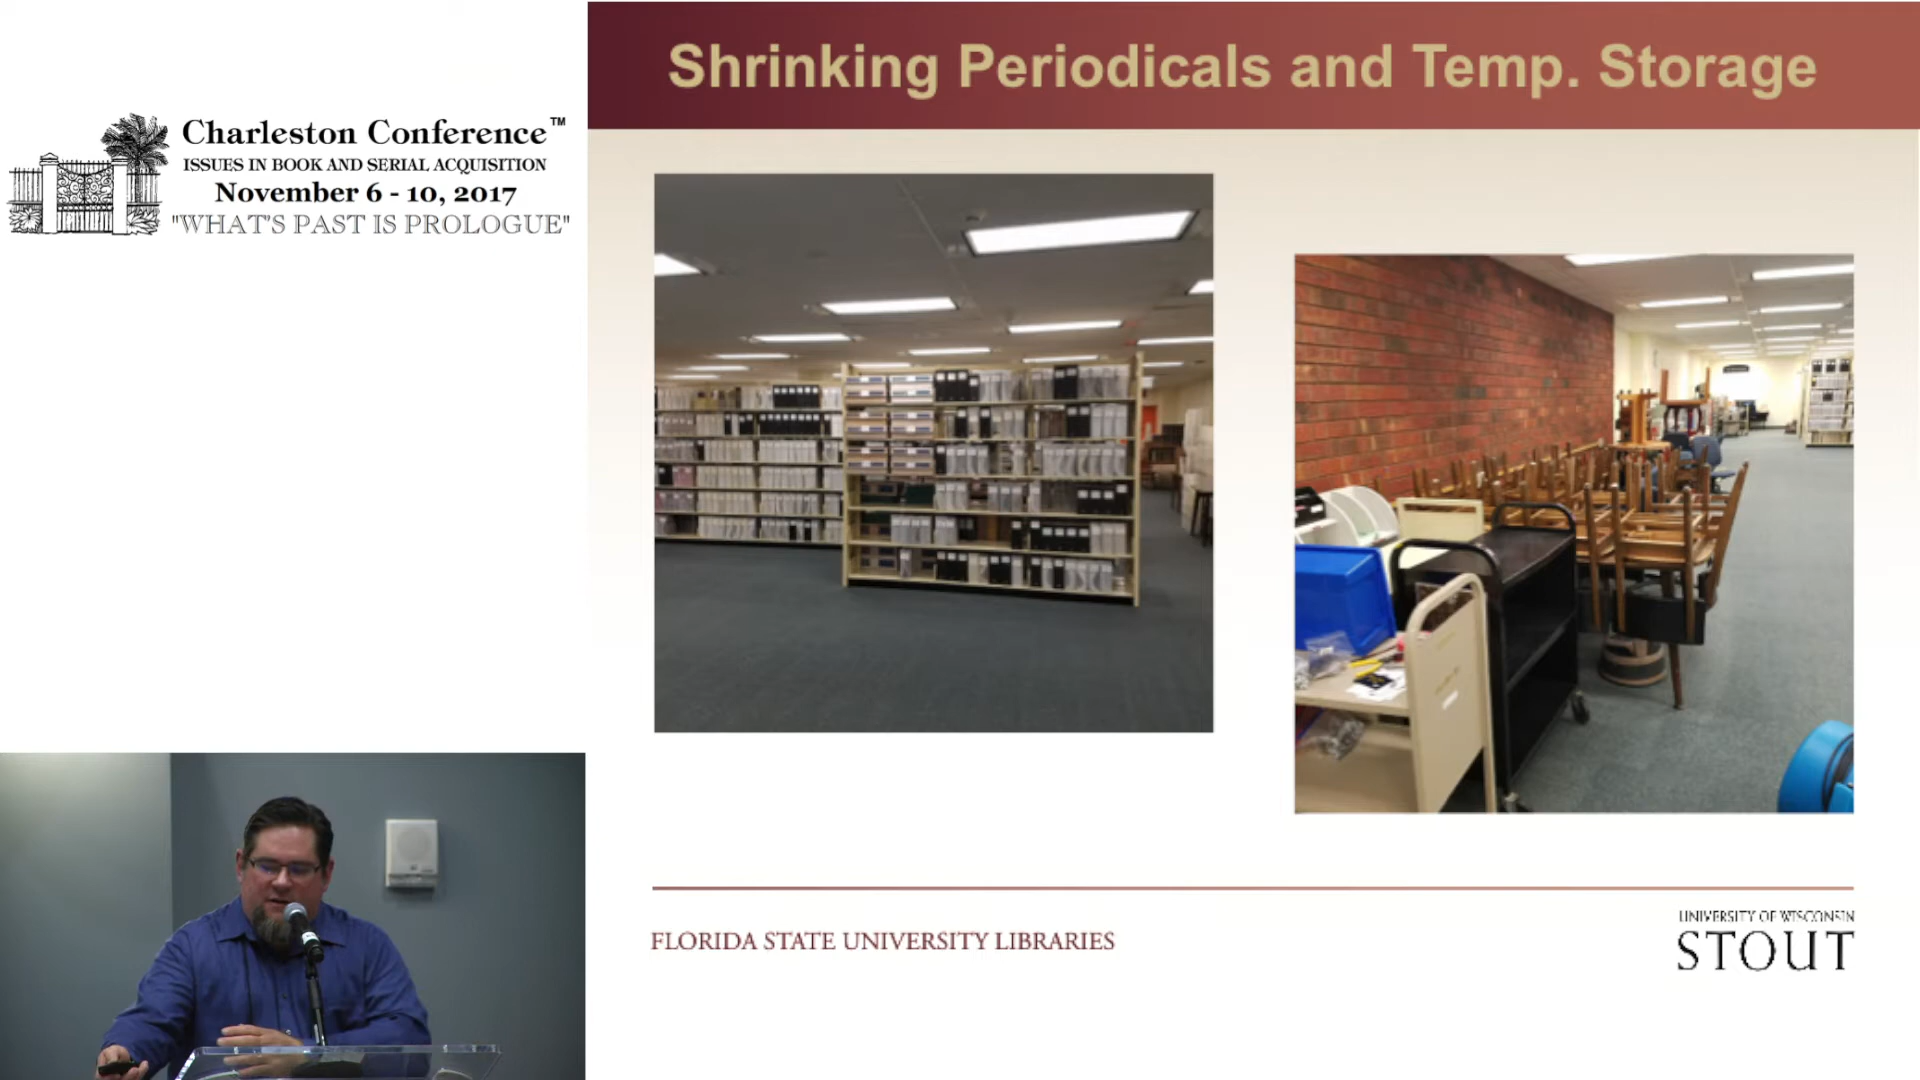 Shrinking Periodicals and Temp. Storage
Charleston Conference™
ISSUES IN BOOK AND SERIAL ACQUISITION
November 6 - 10, 2017
"WHAT'S PAST IS PROLOGUE"
FLORIDA STATE UNIVERSITY LIBRARIES
UNIVERSITY OF WISCONSIN
STOUT